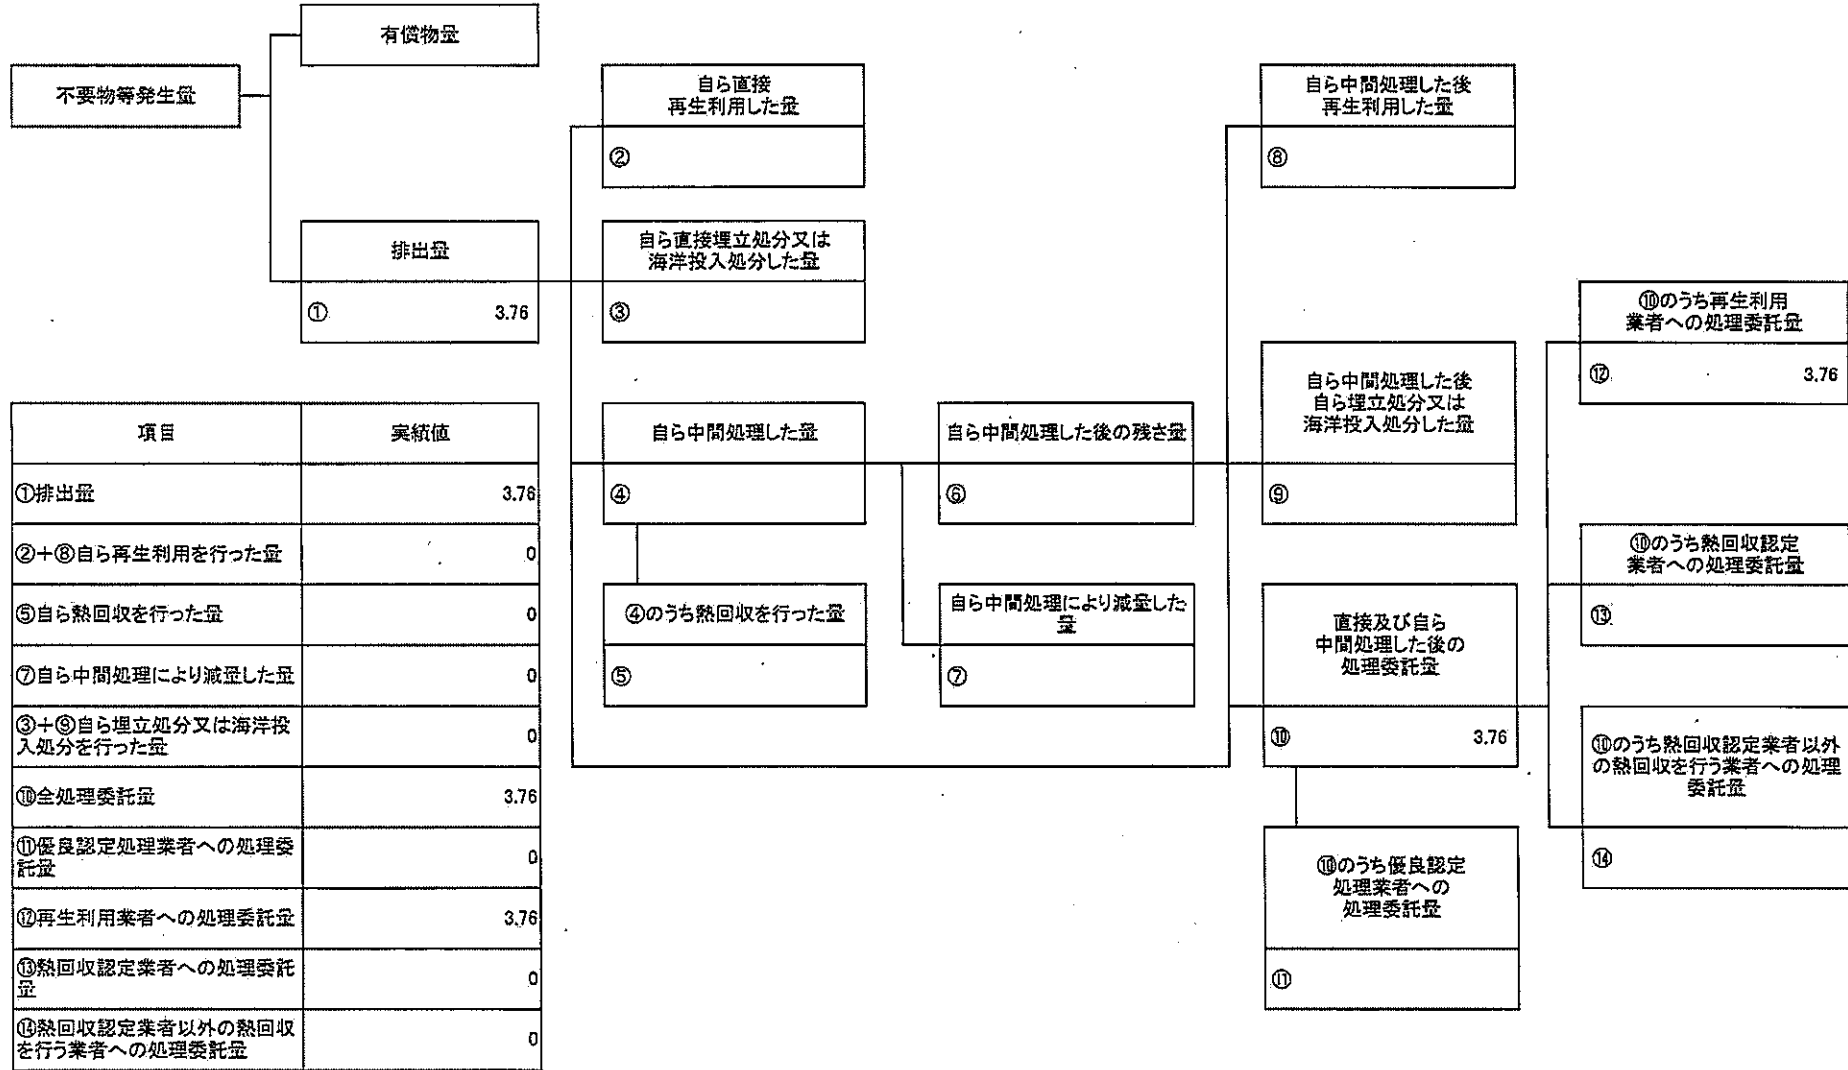 有償物量
不要物等発生量
自ら直接
再生利用した量
②
自ら中間処理した後
再生利用した量
⑧
排出量
① 3.76
自ら直接埋立処分又は
海洋投入処分した量
③
⑩のうち再生利用
業者への処理委託量
⑫ 3.76
自ら中間処理した量
④
自ら中間処理した後の残さ量
⑥
自ら中間処理した後
自ら埋立処分又は
海洋投入処分した量
⑨
⑩のうち熱回収認定
業者への処理委託量
⑬
④のうち熱回収を行った量
⑤
自ら中間処理により減量した
量
⑦
直接及び自ら
中間処理した後の
処理委託量
⑩ 3.76
⑩のうち熱回収認定業者以外
の熱回収を行う業者への処理
委託量
⑭
⑩のうち優良認定
処理業者への
処理委託量
⑪
項目 実績値
①排出量 3.76
②+⑧自ら再生利用を行った量 0
⑤自ら熱回収を行った量 0
⑦自ら中間処理により減量した量 0
③+⑨自ら埋立処分又は海洋投
入処分を行った量 0
⑩全処理委託量 3.76
⑪優良認定処理業者への処理委
託量 0
⑫再生利用業者への処理委託量 3.76
⑬熱回収認定業者への処理委託
量 0
⑭熱回収認定業者以外の熱回収
を行う業者への処理委託量 0